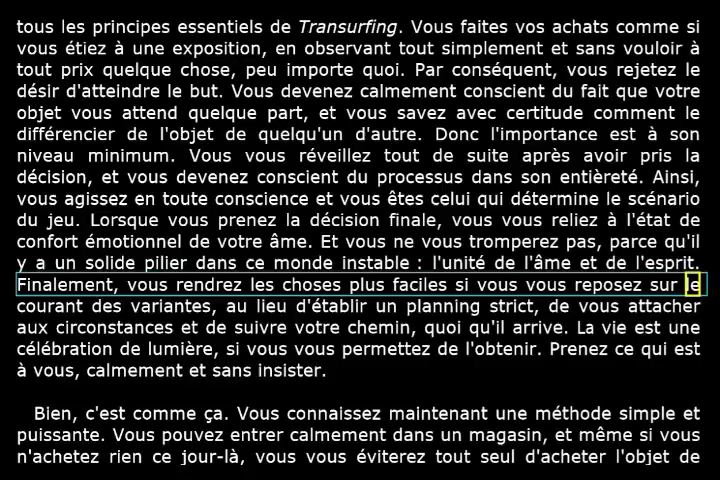 tous les principes essentiels de Transurfing. Vous faites vos achats comme si
vous étiez à une exposition, en observant tout simplement et sans vouloir à
tout prix quelque chose, peu importe quoi. Par conséquent, vous rejetez le
désir d'atteindre le but. Vous devenez calmement conscient du fait que votre
objet vous attend quelque part, et vous savez avec certitude comment le
différencier de l'objet de quelqu'un d'autre. Donc l'importance est à son
niveau minimum. Vous vous réveillez tout de suite après avoir pris la
décision, et vous devenez conscient du processus dans son entièreté. Ainsi,
vous agissez en toute conscience et vous êtes celui qui détermine le scénario
du jeu. Lorsque vous prenez la décision finale, vous vous reliez à l'état de
confort émotionnel de votre âme. Et vous ne vous tromperez pas, parce qu'il
y a un solide pilier dans ce monde instable : l'unité de l'âme et de l'esprit.
Finalement, vous rendrez les choses plus faciles si vous vous reposez sur le
courant des variantes, au lieu d'établir un planning strict, de vous attacher
aux circonstances et de suivre votre chemin, quoi qu'il arrive. La vie est une
célébration de lumière, si vous vous permettez de l'obtenir. Prenez ce qui est
à vous, calmement et sans insister.
Bien, c'est comme ça. Vous connaissez maintenant une méthode simple et
puissante. Vous pouvez entrer calmement dans un magasin, et même si vous
n'achetez rien ce jour-là, vous vous éviterez tout seul d'acheter l'objet de